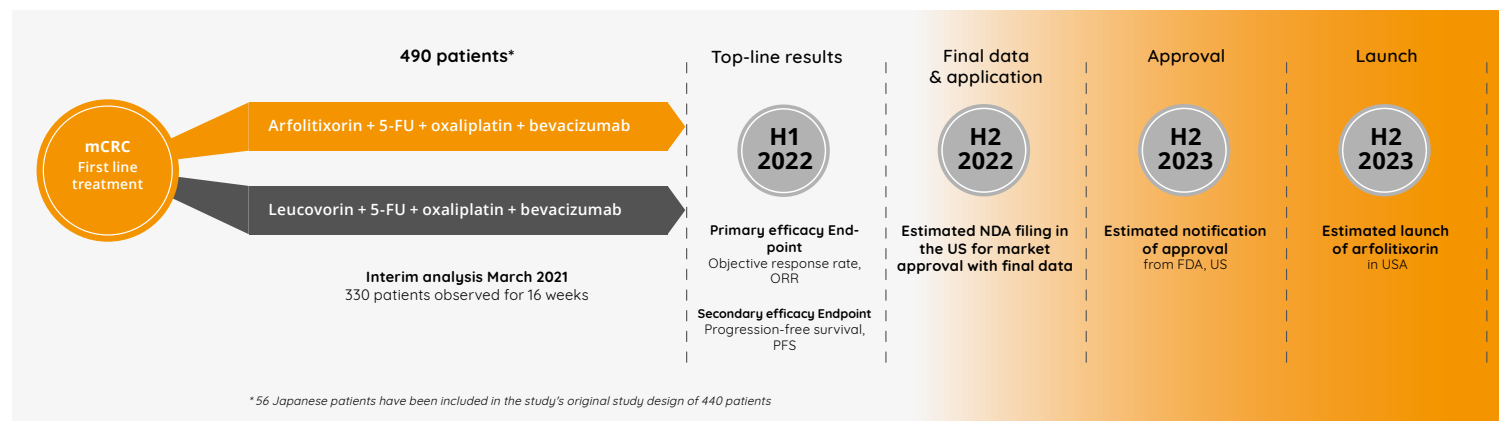 490 patients*
mCRC
First line
treatment
Arfolitixorin + 5-FU + oxaliplatin + bevacizumab
Leucovorin + 5-FU + oxaliplatin + bevacizumab
Interim analysis March 2021
330 patients observed for 16 weeks
Top-line results
H1
2022
Primary efficacy End-
point
Objective response rate,
ORR
Secondary efficacy Endpoint
Progression-free survival,
PFS
Final data
& application
H2
2022
Estimated NDA filing in
the US for market
approval with final data
Approval
H2
2023
Estimated notification
of approval
from FDA, US
Launch
H2
2023
Estimated launch
of arfolitixorin
in USA
* 56 Japanese patients have been included in the study's original study design of 440 patients